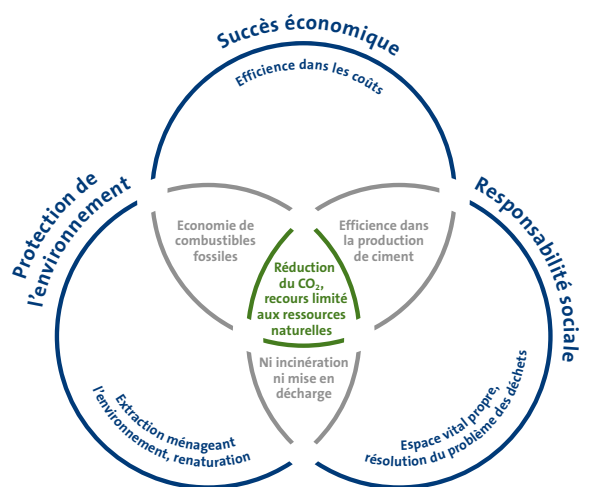 Succès économique
Efficience dans les coûts
Protection de
l'environnement
Responsabilité sociale
Economie de
combustibles
fossiles
Efficience dans
la production
de ciment
Réduction
du CO₂,
recours limité
aux ressources
naturelles
Ni incinération
ni mise en
décharge
Extraction ménageant
l'environnement, renaturation
Espace vital propre,
résolution du problème des déchets